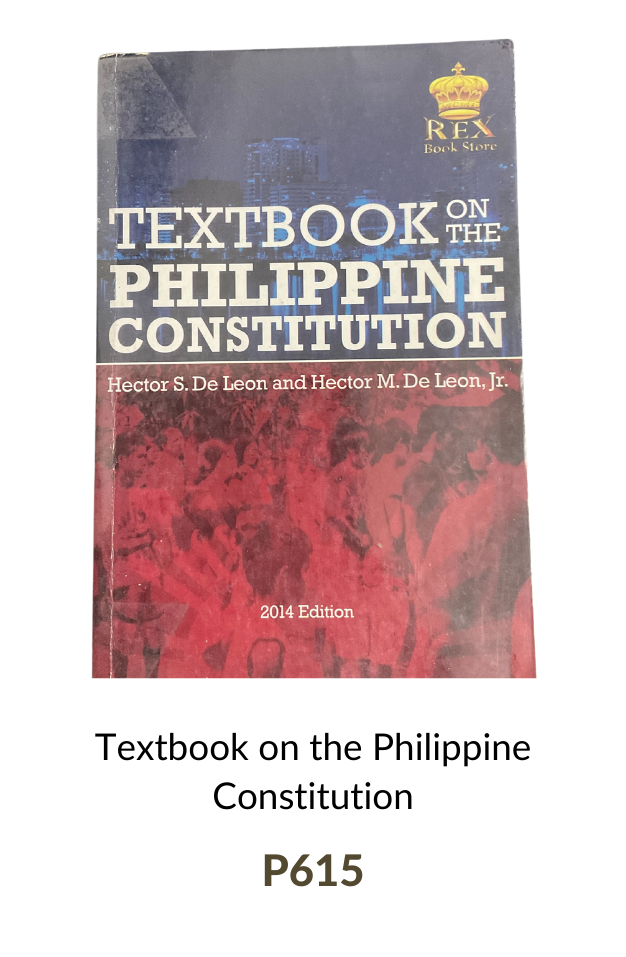 REX
Book Store
TEXTBOOK ON THE
PHILIPPINE
CONSTITUTION
Hector S. De Leon and Hector M. De Leon, Jr.
2014 Edition
Textbook on the Philippine
Constitution
P615